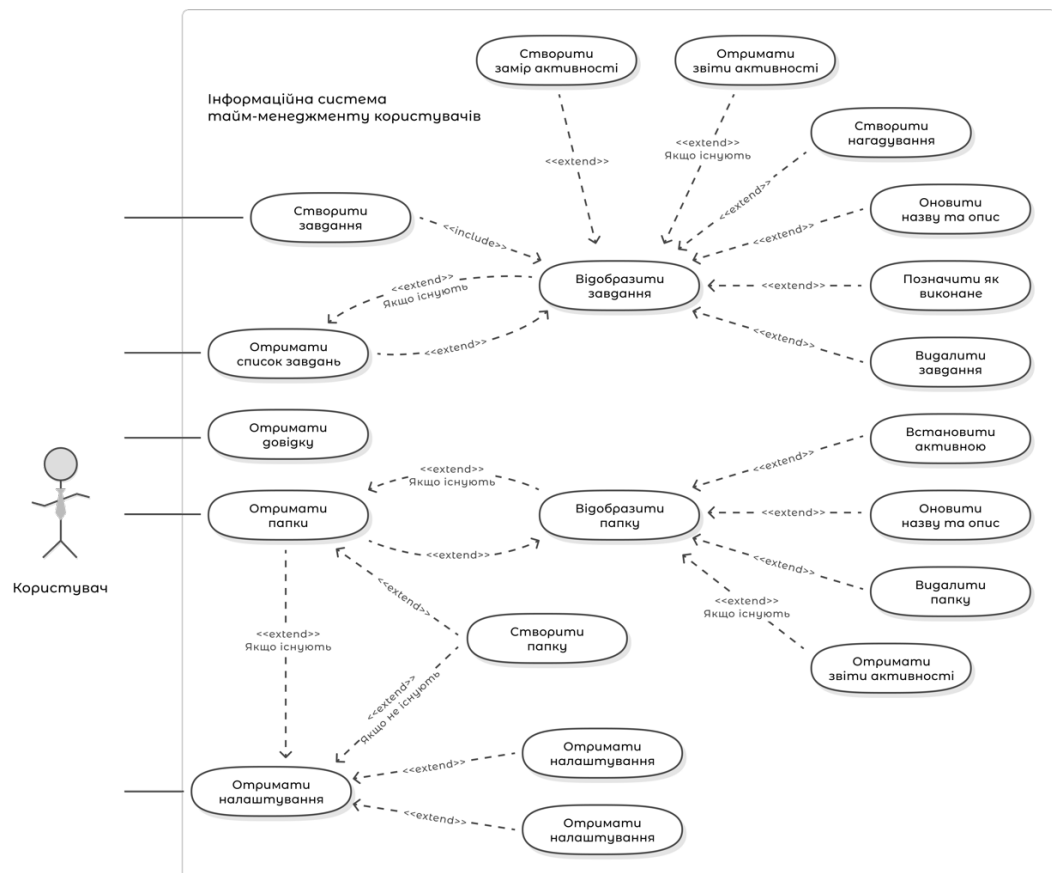 Створити
замір активності
Отримати
звіти активності
Інформаційна система
тайм-менеджменту користувачів
Створити
нагадування
<<extend>>
<<extend>>
Якщо існують
<<extend>>
Створити
завдання
<<include>>
Оновити
назву та опис
<<extend>>
<<extend>>
Якщо існують
Відобразити
завдання
<<extend>>
Позначити як
виконане
Отримати
список завдань
<<extend>>
<<extend>>
Видалити
завдання
Отримати
довідку
Встановити
активною
<<extend>>
<<extend>>
Якщо існують
Отримати
папки
Відобразити
папку
<<extend>>
Оновити
назву та опис
<<extend>>
<<extend>>
Видалити
папку
Користувач
<<extend>>
<<extend>>
Якщо існують
<<extend>>
Якщо існують
Створити
папку
Отримати
звіти активності
<<extend>>
Якщо не існують
Отримати
налаштування
<<extend>>
Отримати
налаштування
<<extend>>
Отримати
налаштування